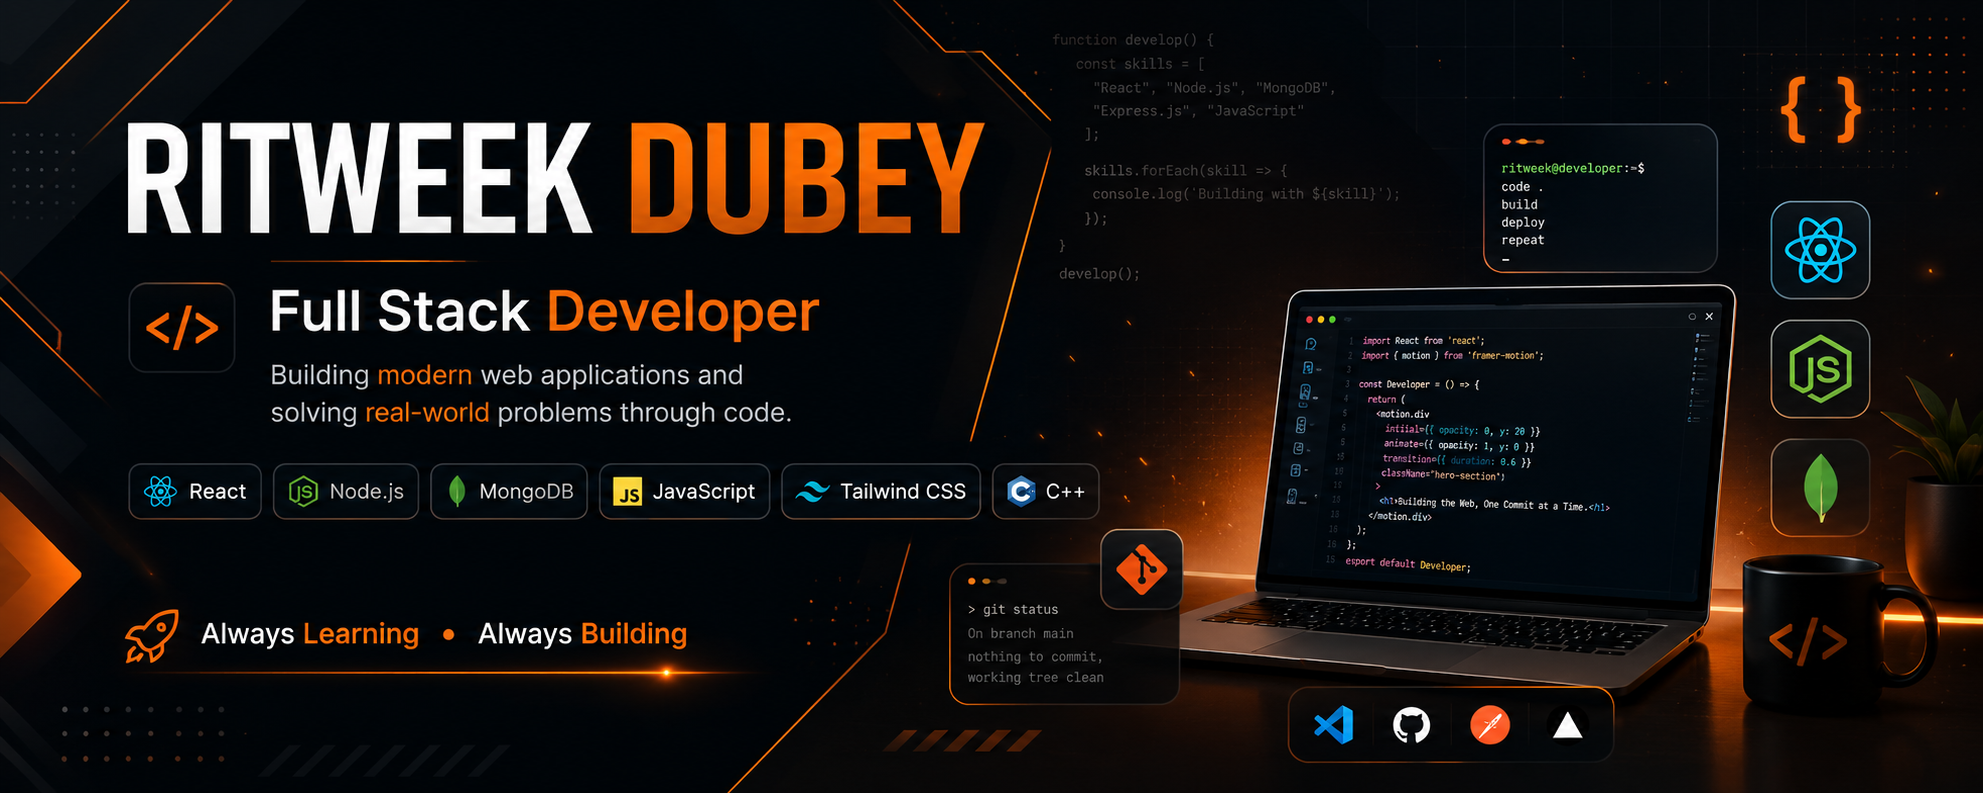 RITWEEK DUBEY
</>
Full Stack Developer
Building modern web applications and
solving real-world problems through code.
React
Node.js
MongoDB
JS
JavaScript
Tailwind CSS
C
C++
Always Learning • Always Building
function develop() {
const skills = [
"React", "Node.js", "MongoDB",
"Express.js", "JavaScript"
];
skills.forEach(skill => {
console.log('Building with ${skill}');
});
}
develop();
ritweek@developer:~$
code .
build
deploy
repeat
_
{ }
JS
import React from 'react';
import { motion } from 'framer-motion';
const Developer = () => {
return (
<motion.div
intiial={{ opacity: 0, y: 20 }}
animate={{ opacity: 1, y: 0 }}
transition={{ duration: 0.6 }}
className="hero-section")
>
<h1>Building the Web, One Commit at a Time.<h1>
</motion.div>
);
};
export default Developer;
> git status
On branch main
nothing to commit,
working tree clean
</>